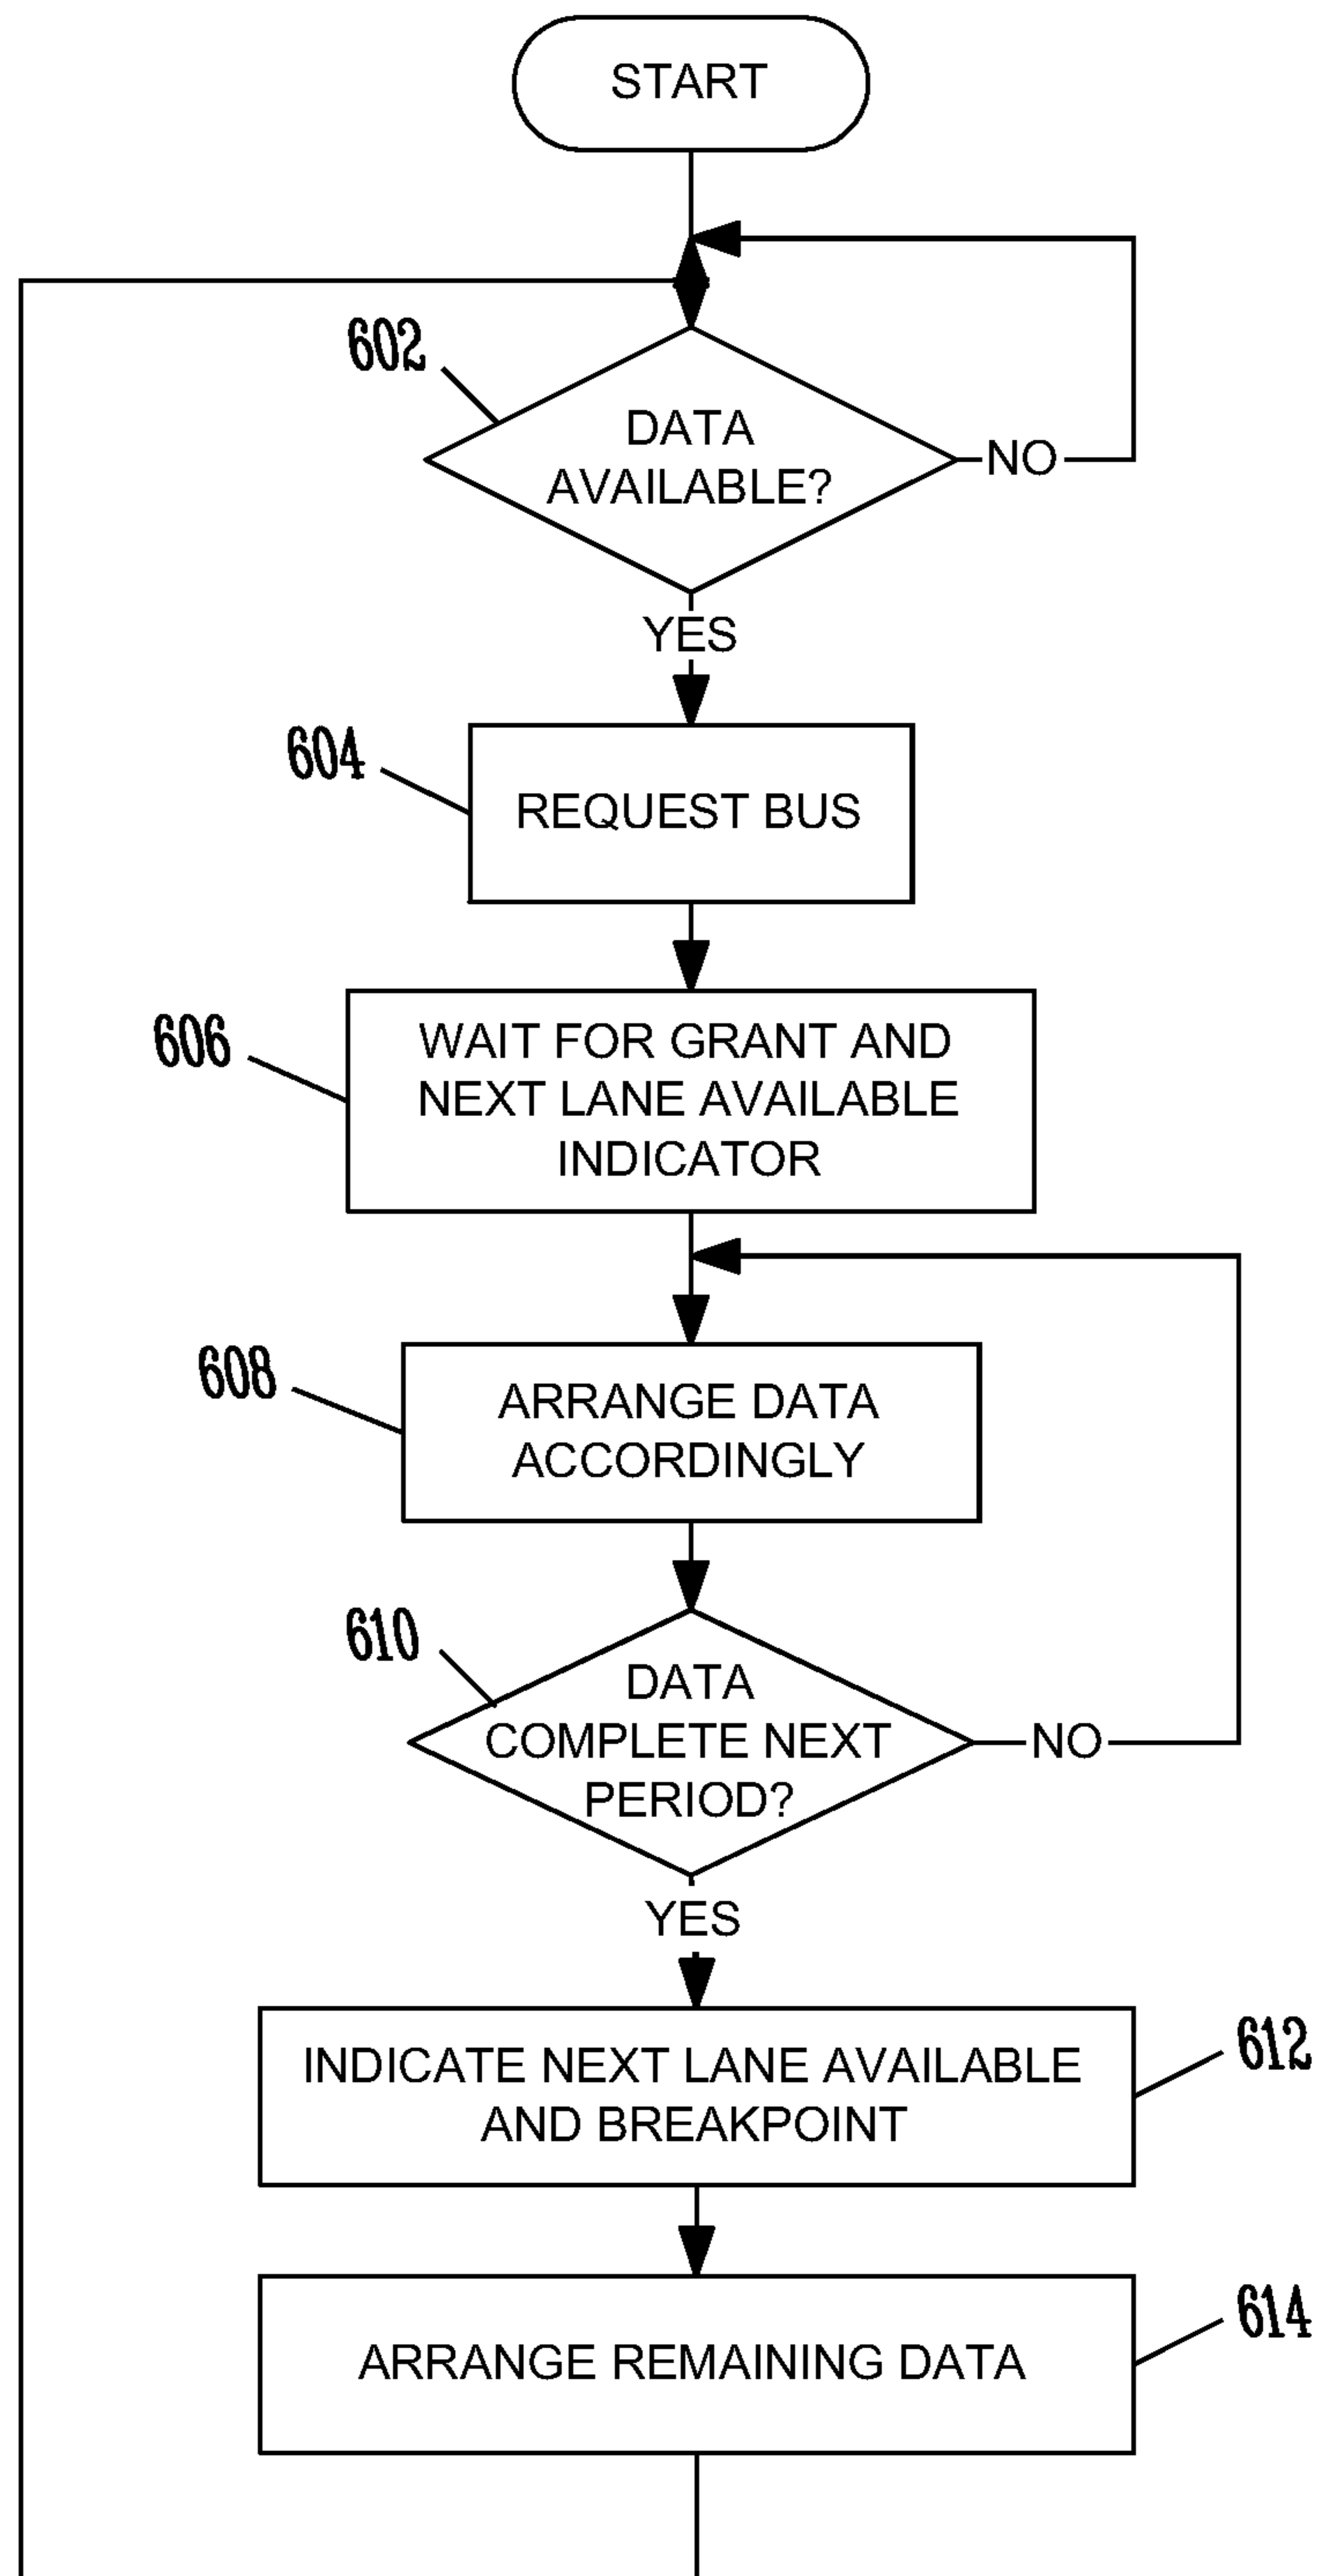 START
602
DATA
AVAILABLE?
NO
YES
604
REQUEST BUS
606
WAIT FOR GRANT AND
NEXT LANE AVAILABLE
INDICATOR
608
ARRANGE DATA
ACCORDINGLY
610
DATA
COMPLETE NEXT
PERIOD?
NO
YES
INDICATE NEXT LANE AVAILABLE
AND BREAKPOINT
612
ARRANGE REMAINING DATA
614